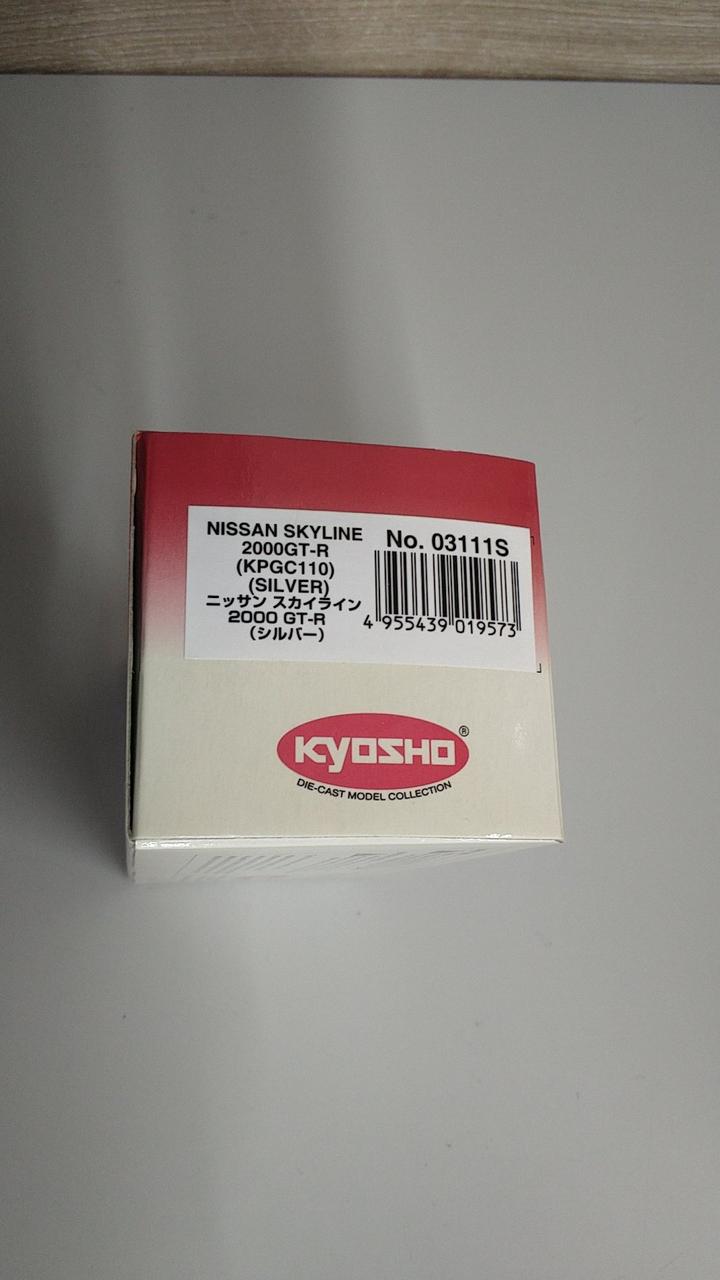 NISSAN SKYLINE
2000GT-R
(KPGC110)
(SILVER)
ニッサン スカイライン
2000 GT-R
(シルバー)
No. 03111S
4 955439 019573
KYOSHO ®
DIE-CAST MODEL COLLECTION